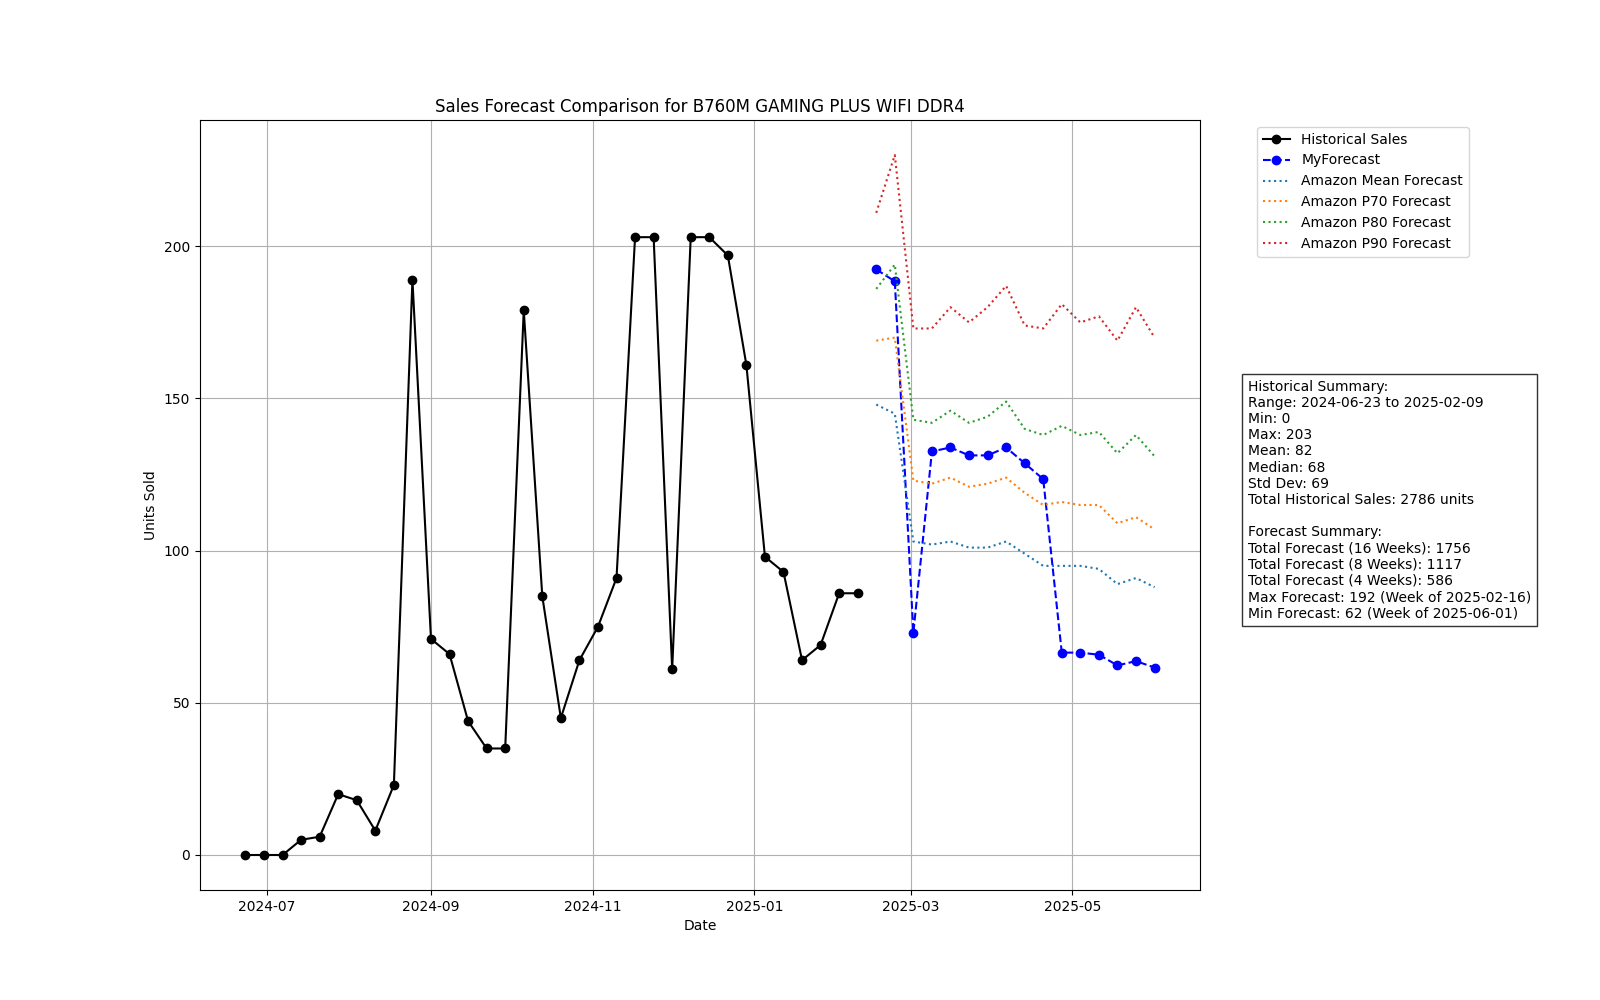 Sales Forecast Comparison for B760M GAMING PLUS WIFI DDR4
Units Sold
200
150
100
50
0
2024-07
2024-09
2024-11
2025-01
2025-03
2025-05
Date
Historical Sales
MyForecast
Amazon Mean Forecast
Amazon P70 Forecast
Amazon P80 Forecast
Amazon P90 Forecast
Historical Summary:
Range: 2024-06-23 to 2025-02-09
Min: 0
Max: 203
Mean: 82
Median: 68
Std Dev: 69
Total Historical Sales: 2786 units
Forecast Summary:
Total Forecast (16 Weeks): 1756
Total Forecast (8 Weeks): 1117
Total Forecast (4 Weeks): 586
Max Forecast: 192 (Week of 2025-02-16)
Min Forecast: 62 (Week of 2025-06-01)